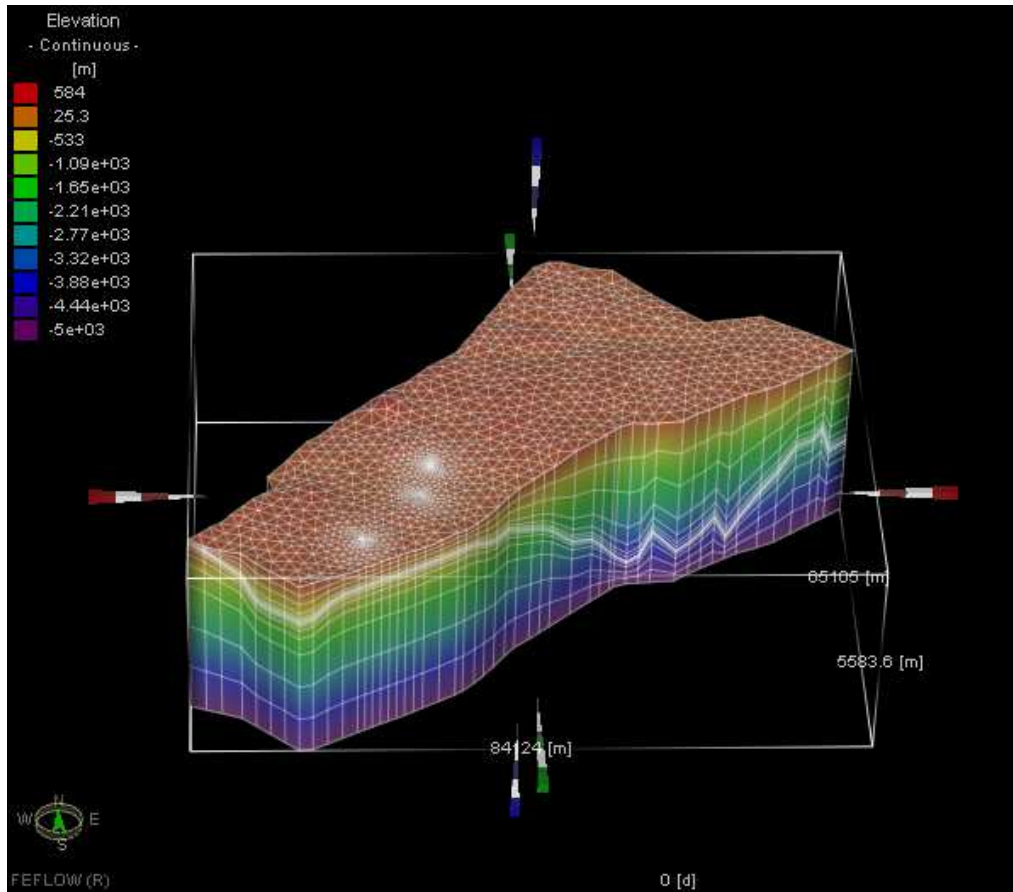 Elevation
- Continuous -
[m]
584
25.3
-533
-1.09e+03
-1.65e+03
-2.21e+03
-2.77e+03
-3.32e+03
-3.88e+03
-4.44e+03
-5e+03
65105 [m]
5583.6 [m]
84124 [m]
N
W E
S
FEFLOW (R)
0 [d]